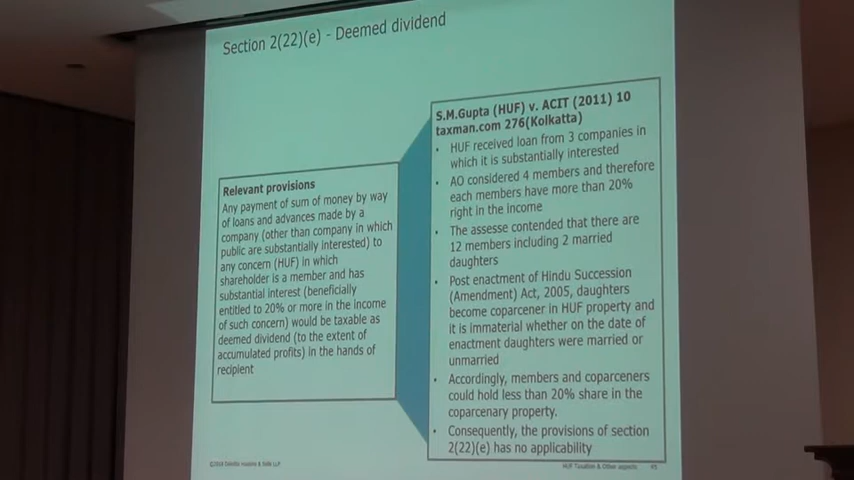 Section 2(22)(e) - Deemed dividend
Relevant provisions
Any payment of sum of money by way
of loans and advances made by a
company (other than company in which
public are substantially interested) to
any concern (HUF) in which
shareholder is a member and has
substantial interest (beneficially
entitled to 20% or more in the income
of such concern) would be taxable as
deemed dividend (to the extent of
accumulated profits) in the hands of
recipient
S.M.Gupta (HUF) v. ACIT (2011) 10
taxman.com 276(Kolkatta)
• HUF received loan from 3 companies in
which it is substantially interested
• AO considered 4 members and therefore
each members have more than 20%
right in the income
• The assesse contended that there are
12 members including 2 married
daughters
• Post enactment of Hindu Succession
(Amendment) Act, 2005, daughters
become coparcener in HUF property and
it is immaterial whether on the date of
enactment daughters were married or
unmarried
• Accordingly, members and coparceners
could hold less than 20% share in the
coparcenary property.
• Consequently, the provisions of section
2(22)(e) has no applicability
Haskins & Sells LLP
HUF Taxation & Other aspects